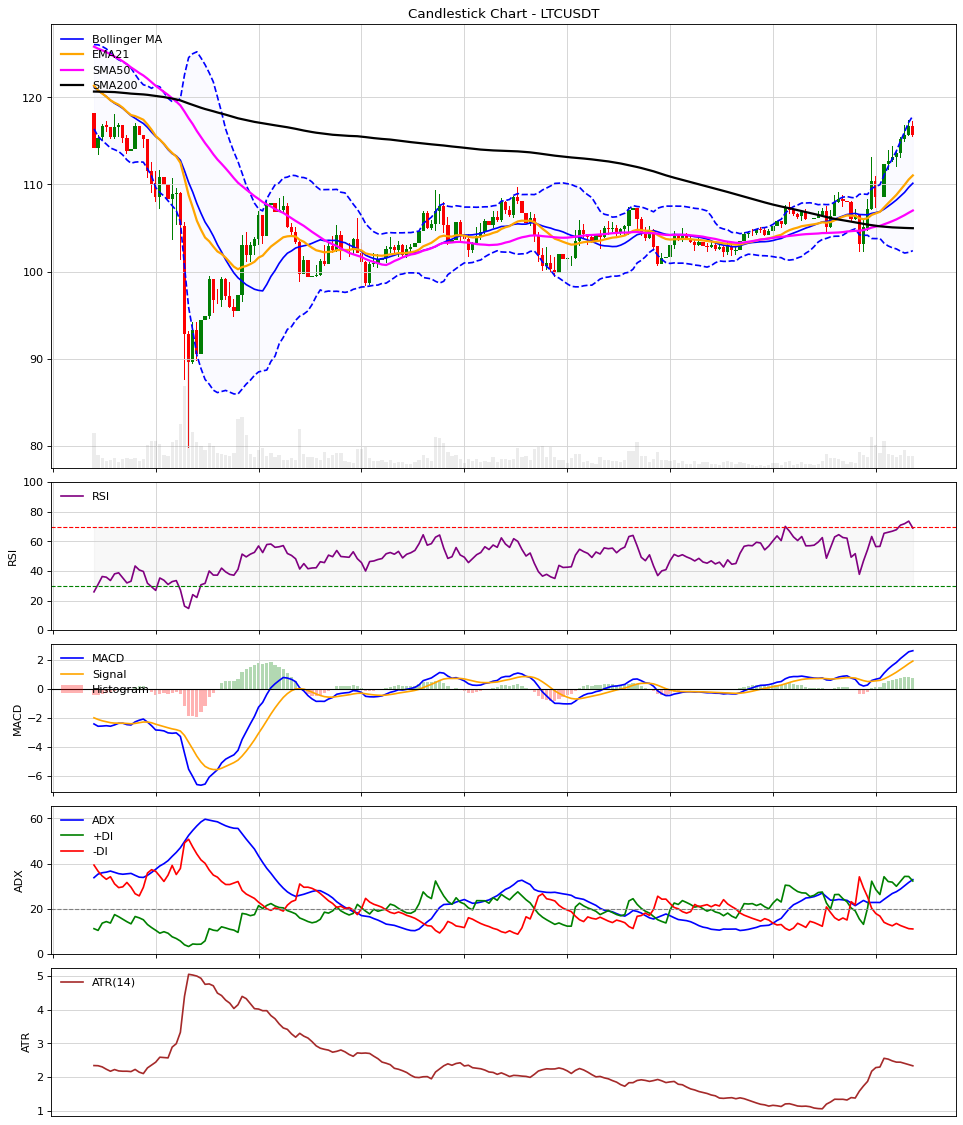 Candlestick Chart - LTCUSDT
Bollinger MA
EMA21
SMA50
SMA200
120
110
100
90
80
RSI
100
80
60
40
20
0
RSI
MACD
Signal
Histogram
2
0
−2
−4
−6
MACD
ADX
+DI
-DI
60
40
20
0
ADX
ATR(14)
5
4
3
2
1
ATR